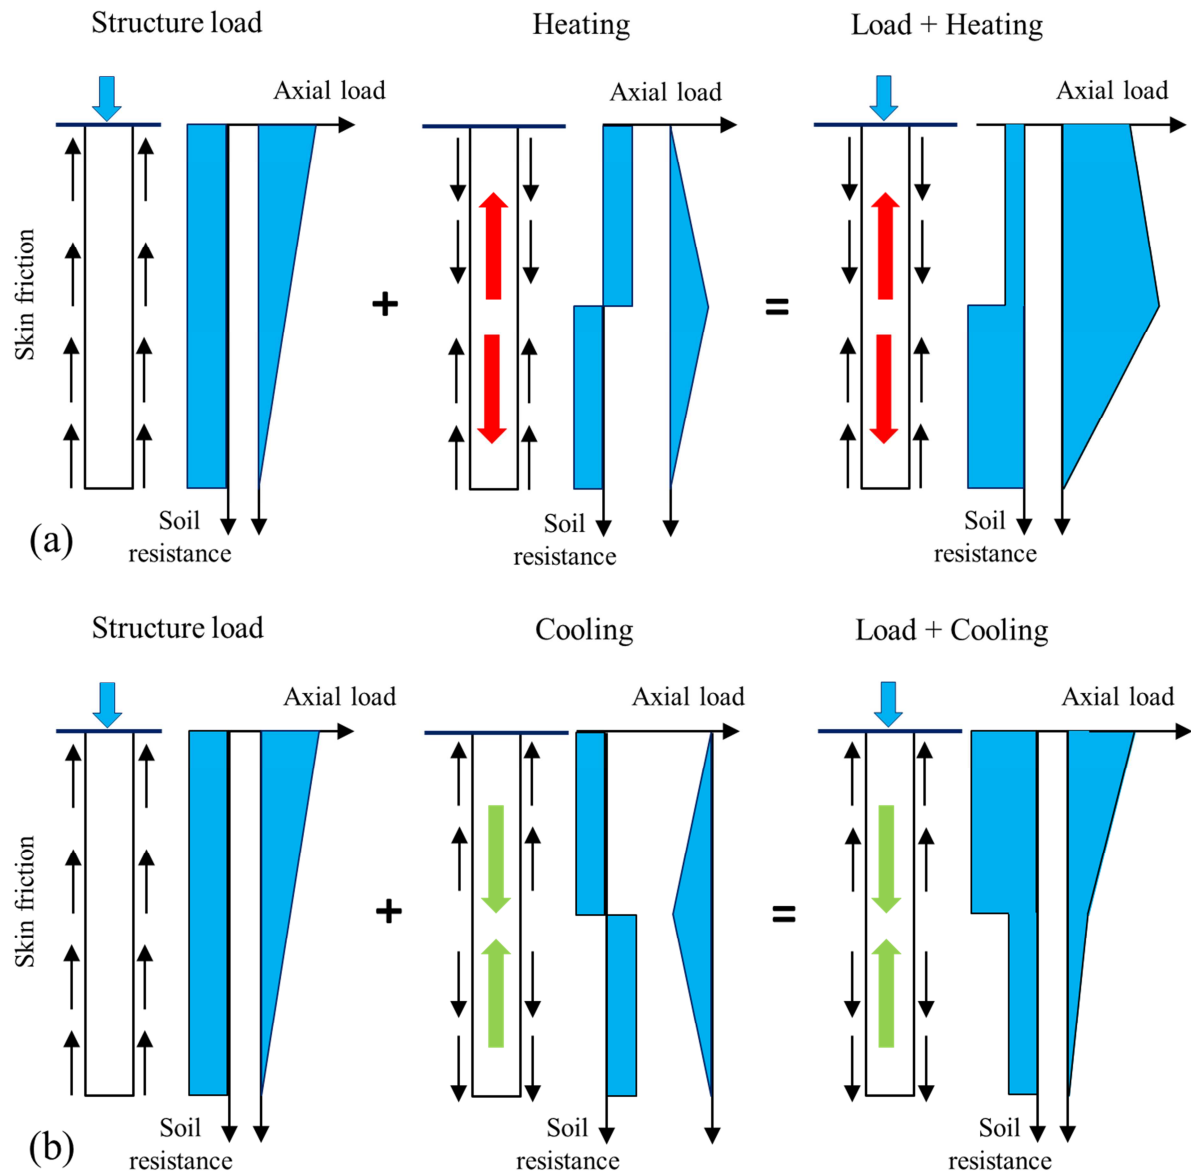 Structure load
Heating
Load + Heating
Axial load
Axial load
Axial load
Skin friction
+
=
Soil
resistance
Soil
resistance
Soil
resistance
(a)
Structure load
Cooling
Load + Cooling
Axial load
Axial load
Axial load
Skin friction
+
=
Soil
resistance
Soil
resistance
Soil
resistance
(b)